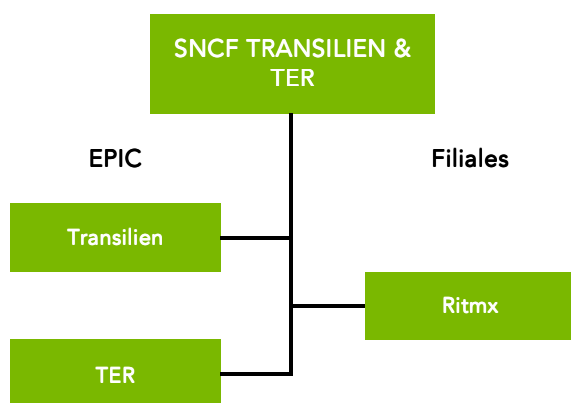 SNCF TRANSILIEN &
TER
EPIC
Filiales
Transilien
Ritmx
TER